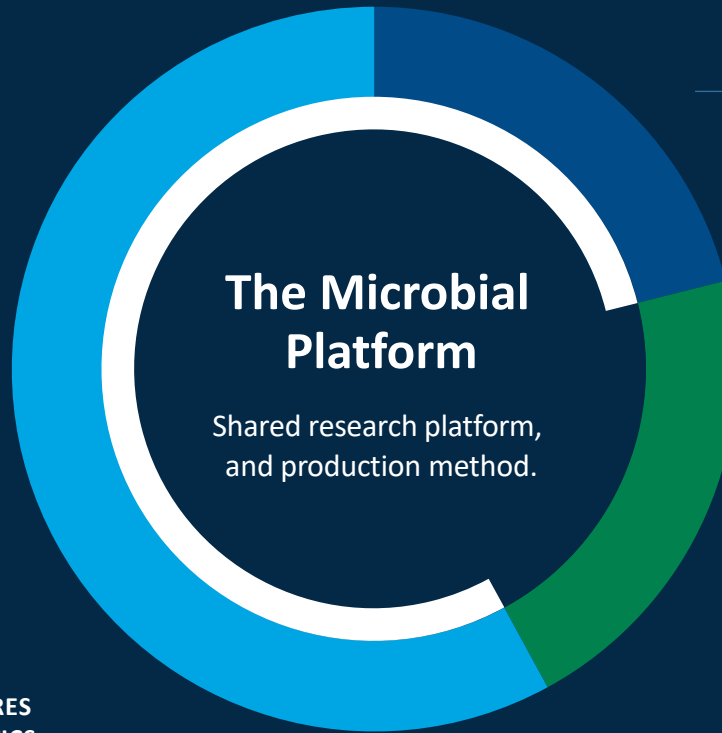 The Microbial
Platform
Shared research platform,
and production method.